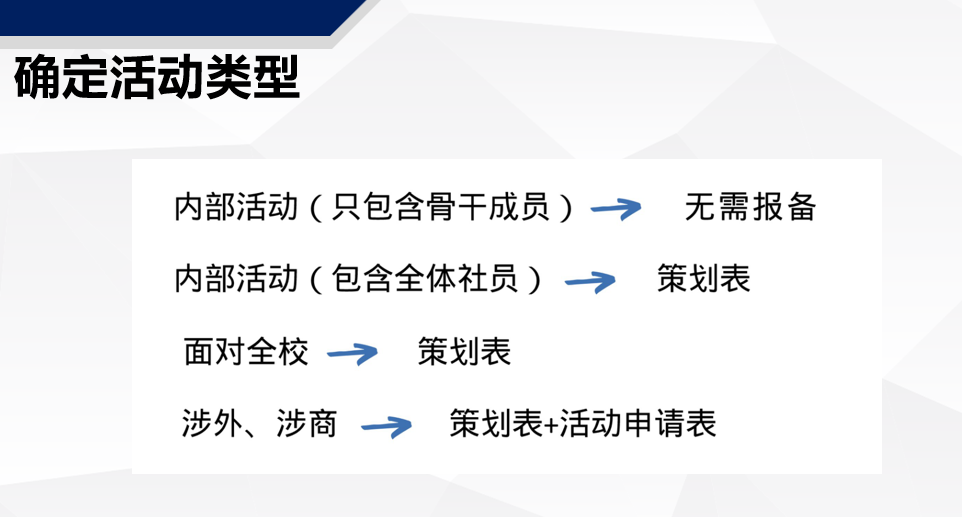 确定活动类型
内部活动（只包含骨干成员） → 无需报备
内部活动（包含全体社员） → 策划表
面对全校 → 策划表
涉外、涉商 → 策划表+活动申请表